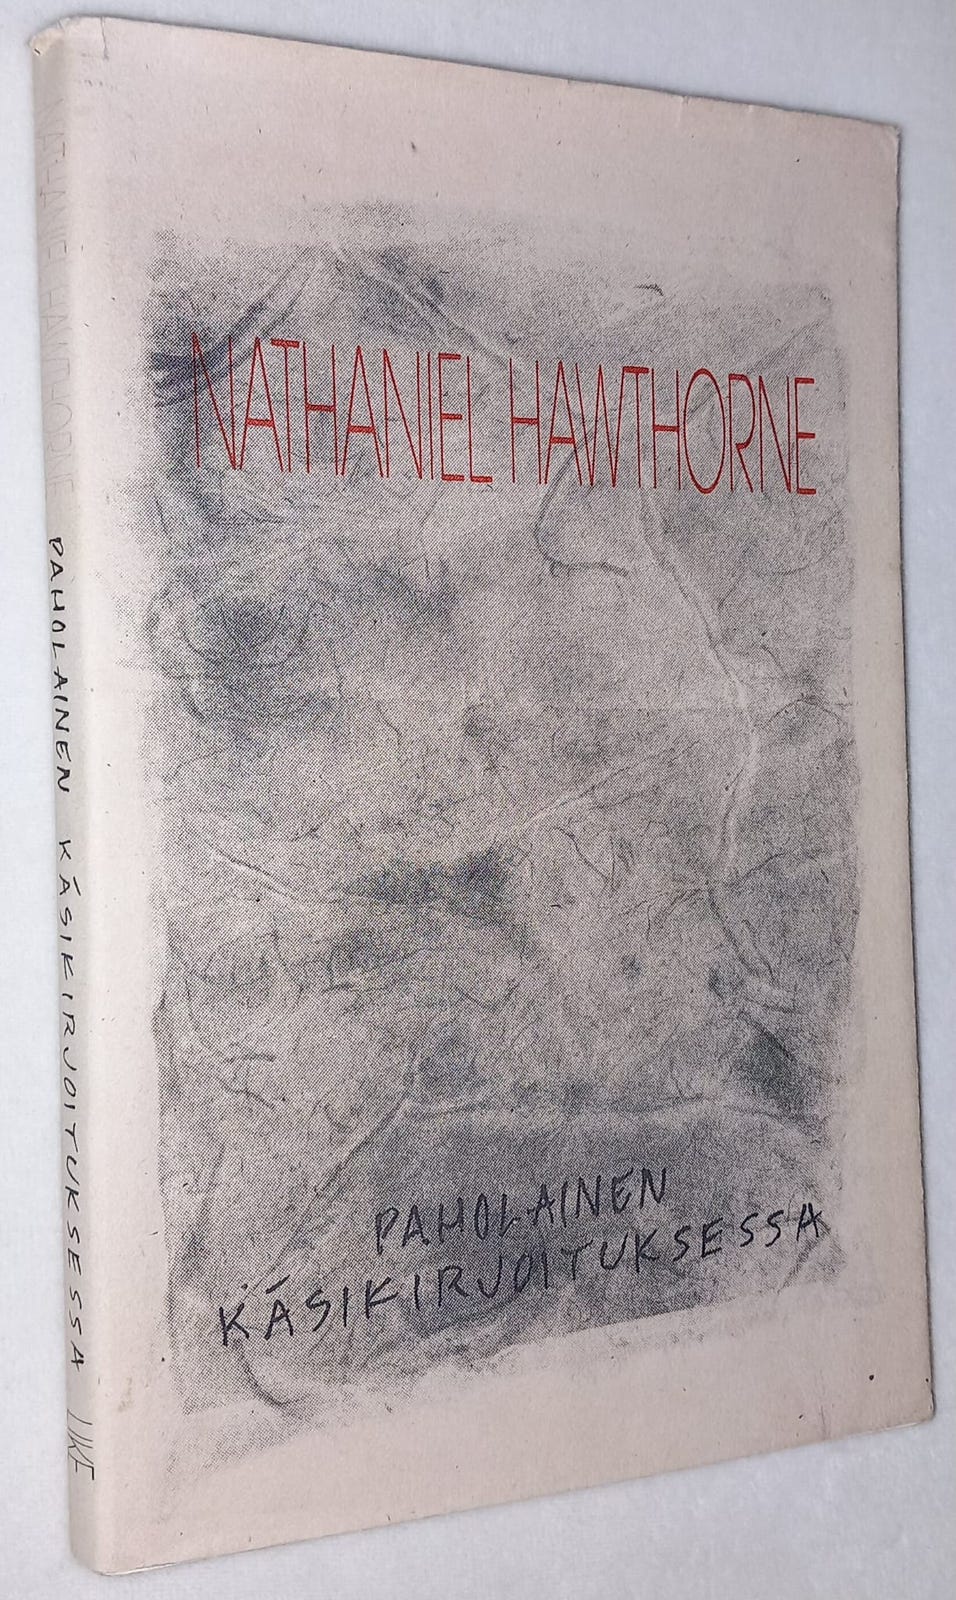 NATHANIEL HAWTHORNE
PAHOLAINEN
KÄSIKIRJOITUKSESSA
NATHANIEL HAWTHORNE PAHOLAINEN KÄSIKIRJOITUKSESSA LIKE